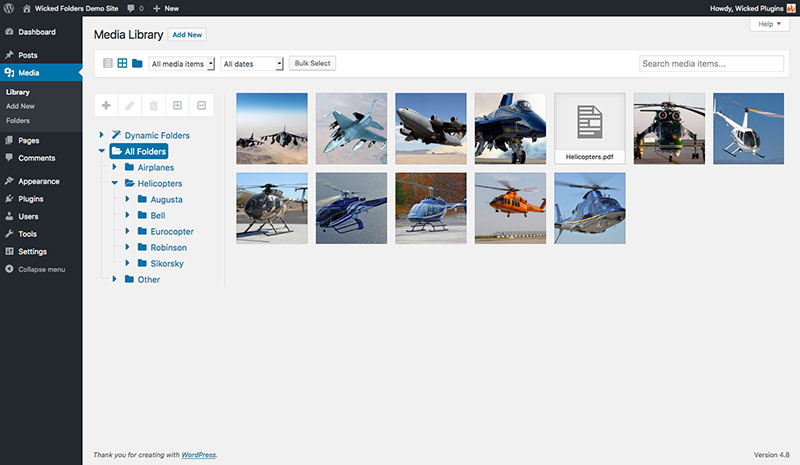 Wicked Folders Demo Site
0
New
Howdy, Wicked Plugins
Help
Dashboard
Posts
Media
Library
Add New
Folders
Pages
Comments
Appearance
Plugins
Users
Tools
Settings
Collapse menu
Media Library
Add New
All media items
All dates
Bulk Select
Search media items...
Dynamic Folders
All Folders
Airplanes
Helicopters
Augusta
Bell
Eurocopter
Robinson
Sikorsky
Other
Helicopters.pdf
Thank you for creating with WordPress.
Version 4.8